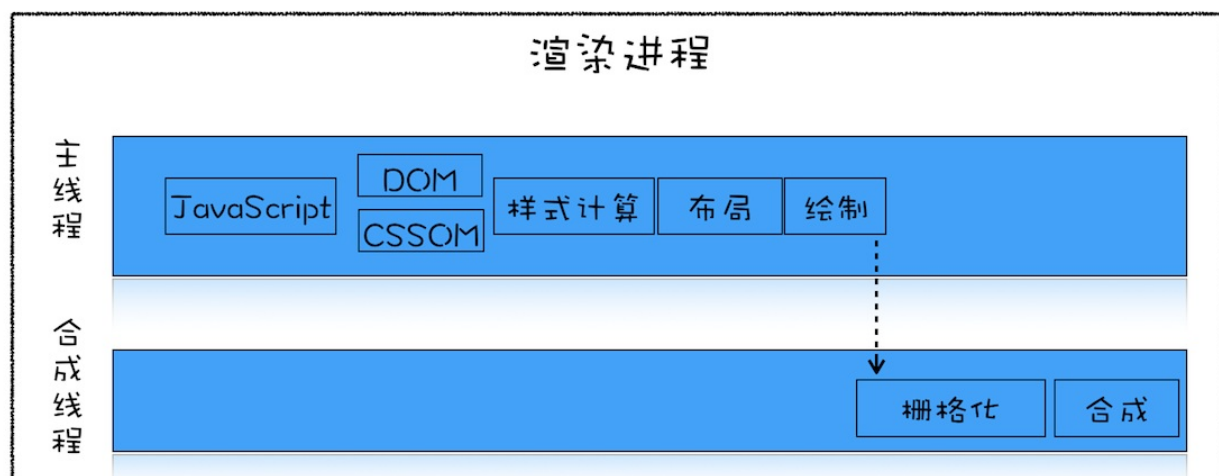 渲染进程
主线程
JavaScript
DOM
CSSOM
样式计算
布局
绘制
合成线程
栅格化
合成